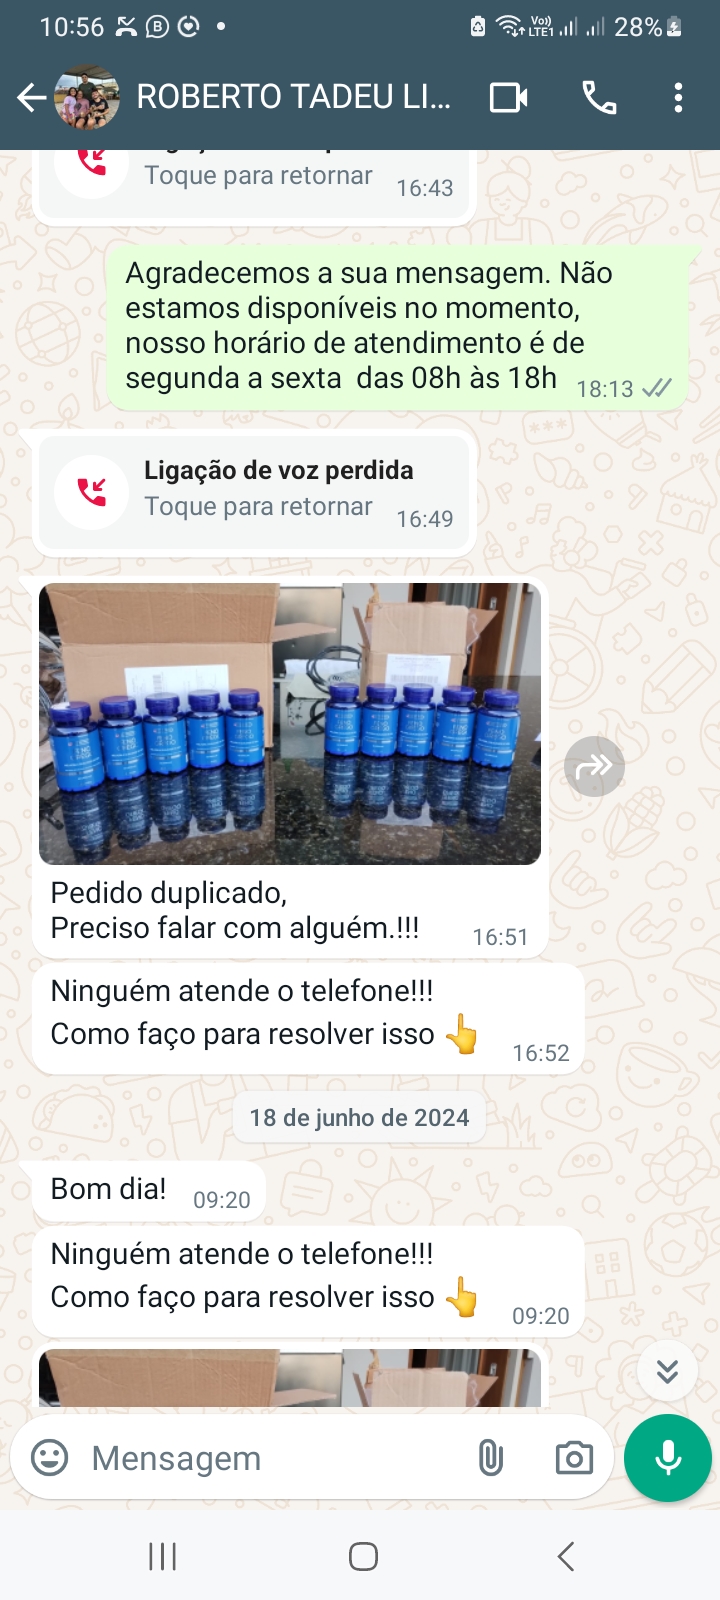 10:56
Vo))
LTE1
28%
ROBERTO TADEU LI...
Toque para retornar 16:43
Agradecemos a sua mensagem. Não
estamos disponíveis no momento,
nosso horário de atendimento é de
segunda a sexta das 08h às 18h 18:13
Ligação de voz perdida
Toque para retornar 16:49
Pedido duplicado,
Preciso falar com alguém.!!! 16:51
Ninguém atende o telefone!!!
Como faço para resolver isso 👆 16:52
18 de junho de 2024
Bom dia! 09:20
Ninguém atende o telefone!!!
Como faço para resolver isso 👆 09:20
Mensagem